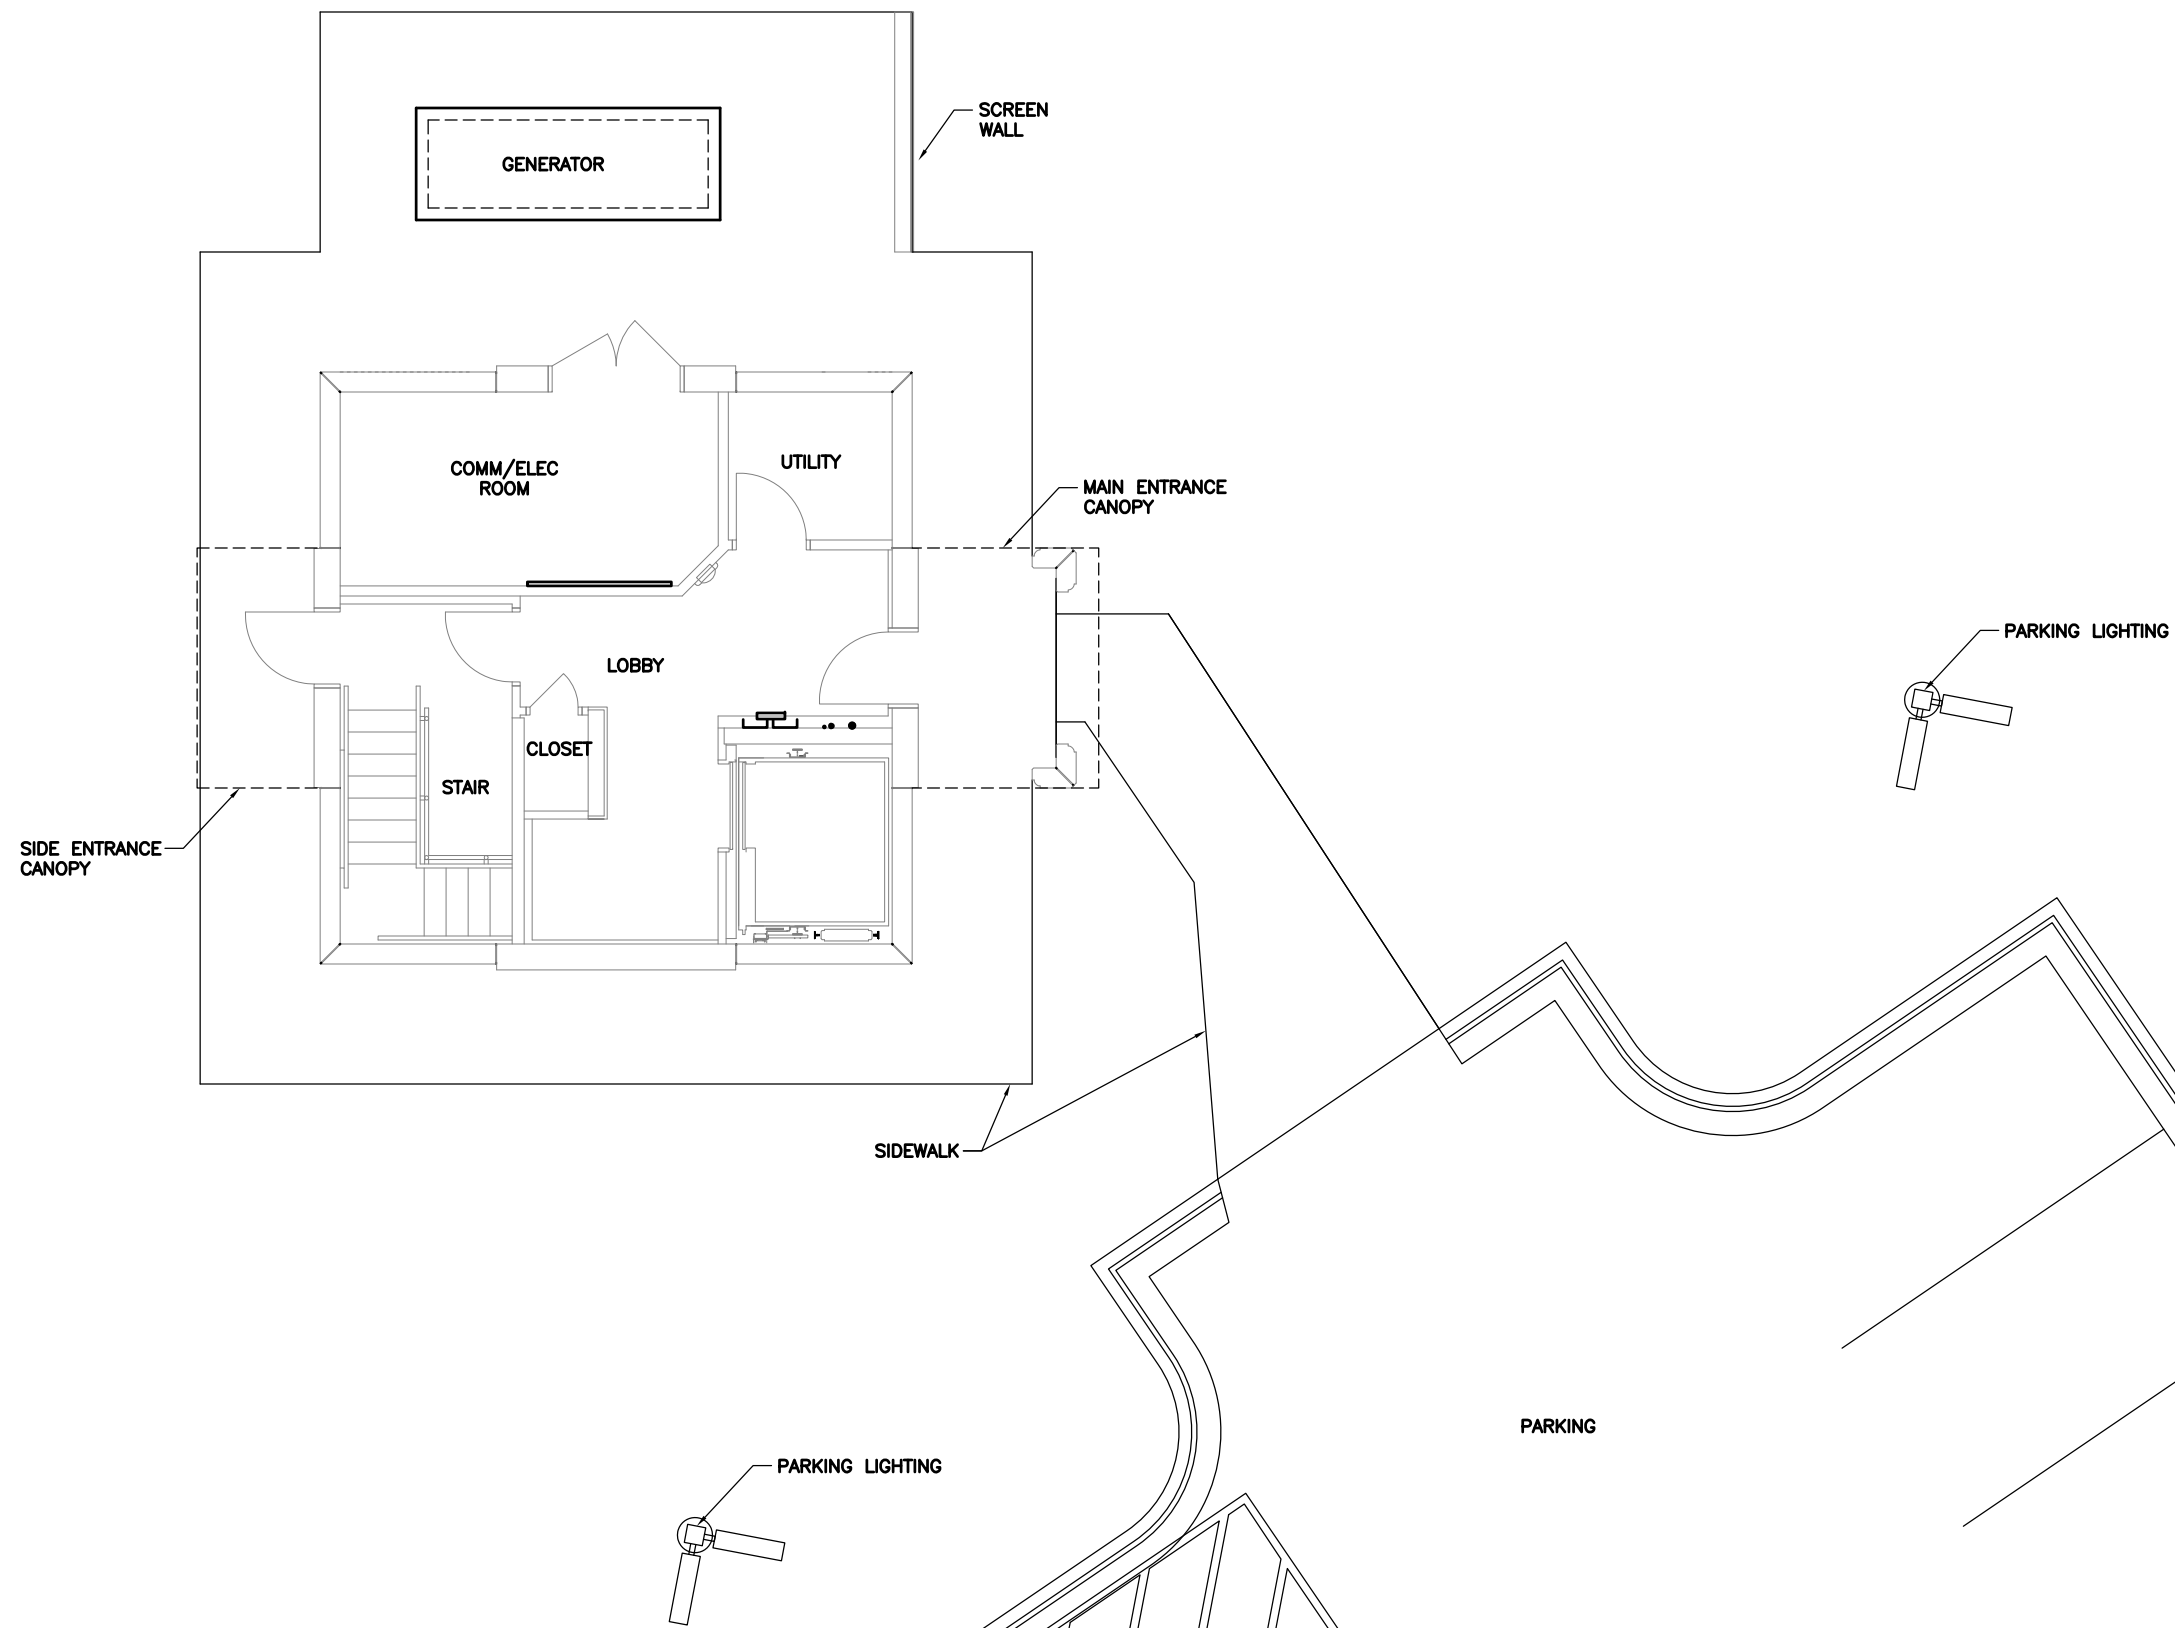 SCREEN
WALL
GENERATOR
COMM/ELEC
ROOM
UTILITY
MAIN ENTRANCE
CANOPY
PARKING LIGHTING
LOBBY
CLOSET
STAIR
SIDE ENTRANCE
CANOPY
SIDEWALK
PARKING
PARKING LIGHTING